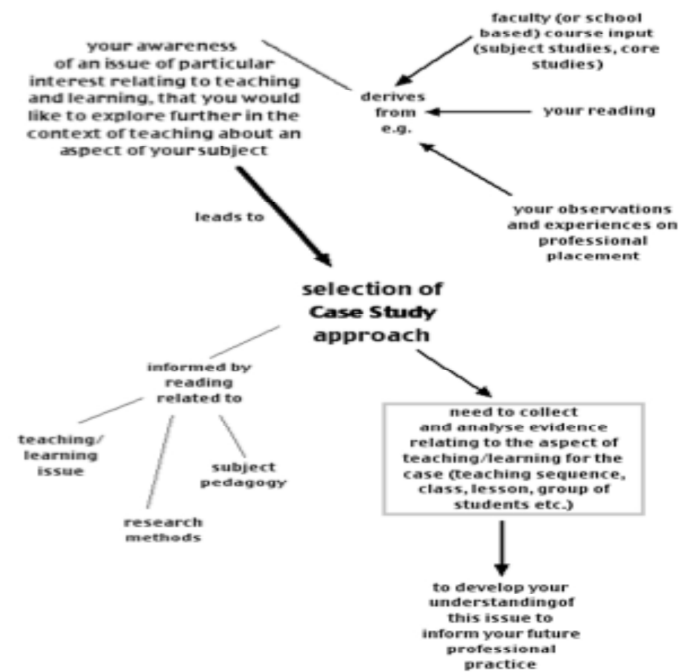 your awareness
of an issue of particular
interest relating to teaching
and learning, that you would
like to explore further in the
context of teaching about an
aspect of your subject
derives
from
e.g.
faculty (or school
based) course input
(subject studies, core
studies)
your reading
your observations
and experiences on
professional
placement
leads to
selection of
Case Study
approach
informed by
reading
related to
teaching/
learning
issue
research
methods
subject
pedagogy
need to collect
and analyse evidence
relating to the aspect of
teaching/learning for the
case (teaching sequence,
class, lesson, group of
students etc.)
to develop your
understandingof
this issue to
inform your future
professional
practice